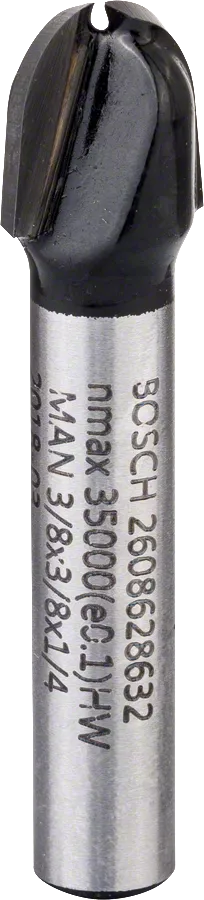 BOSCH 2608628632
nmax 35000(e0.1)HW
MAN 3/8x3/8x1/4